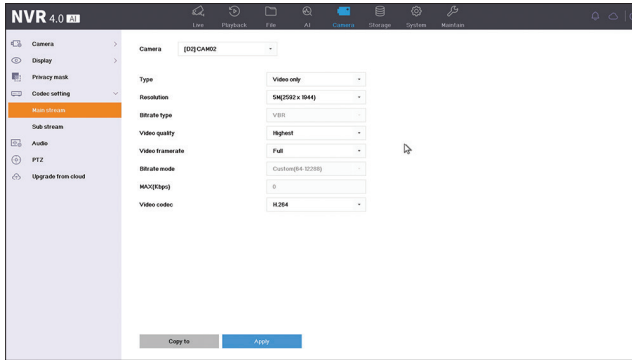 NVR 4.0 AI
Live Playback File AI Camera Storage System Maintain
Camera
Display
Privacy mask
Codec setting
Main stream
Sub stream
Audio
PTZ
Upgrade from cloud
Camera [D2]CAM02
Type Video only
Resolution 5M(2592 x 1944)
Bitrate type VBR
Video quality Highest
Video framerate Full
Bitrate mode Custom(64-12288)
MAX(Kbps) 0
Video codec H.264
Copy to Apply